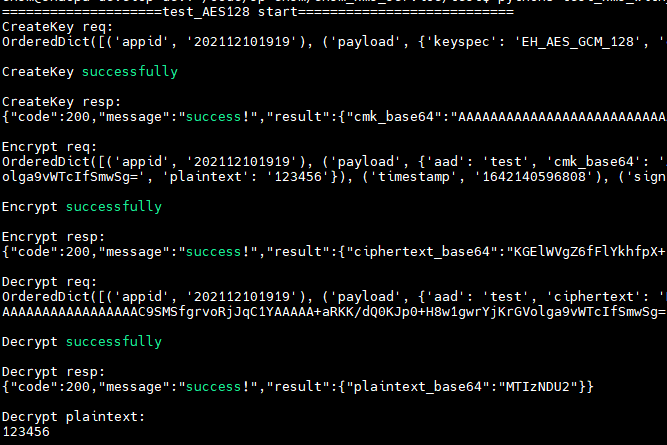 ====================test_AES128 start===========================
CreateKey req:
OrderedDict([('appid', '202112101919'), ('payload', {'keyspec': 'EH_AES_GCM_128', '
CreateKey successfully
CreateKey resp:
{"code":200,"message":"success!","result":{"cmk_base64":"AAAAAAAAAAAAAAAAAAAAAAAAAA
Encrypt req:
OrderedDict([('appid', '202112101919'), ('payload', {'aad': 'test', 'cmk_base64':
olga9vWTcIfSmwSg=', 'plaintext': '123456'}), ('timestamp', '1642140596808'), ('sign
Encrypt successfully
Encrypt resp:
{"code":200,"message":"success!","result":{"ciphertext_base64":"KGElWVgZ6fFlYkhfpX+
Decrypt req:
OrderedDict([('appid', '202112101919'), ('payload', {'aad': 'test', 'ciphertext': '
AAAAAAAAAAAAAAAAAC9SMSfgrvoRjJqC1YAAAAA+aRKK/dQ0KJp0+H8w1gwrYjKrGVolga9vWTcIfSmwSg=
Decrypt successfully
Decrypt resp:
{"code":200,"message":"success!","result":{"plaintext_base64":"MTIzNDU2"}}
Decrypt plaintext:
123456